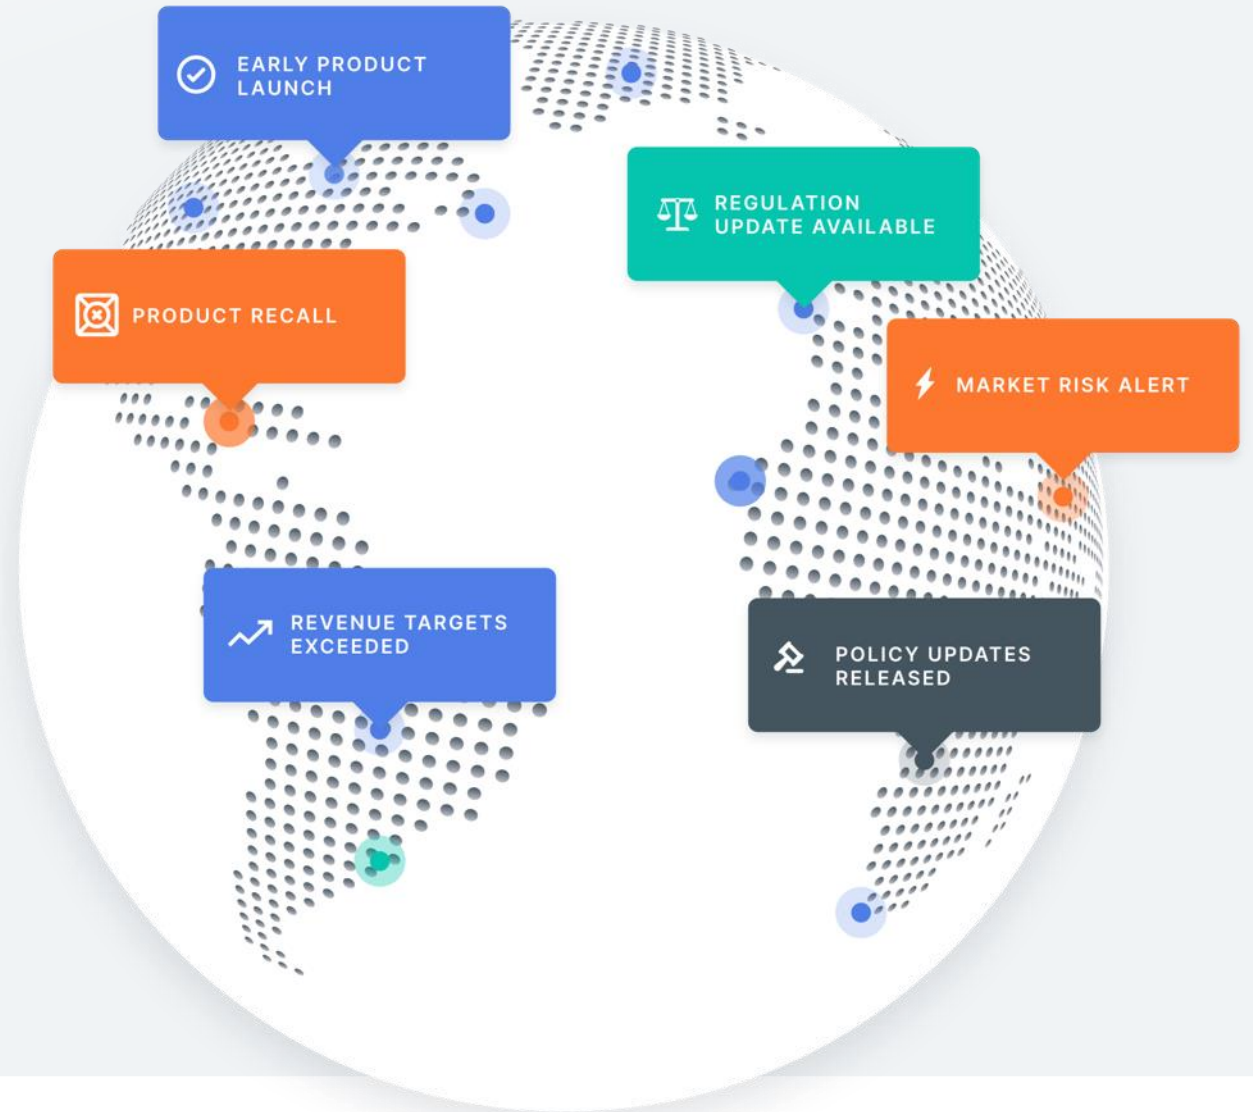 EARLY PRODUCT
LAUNCH
REGULATION
UPDATE AVAILABLE
PRODUCT RECALL
MARKET RISK ALERT
REVENUE TARGETS
EXCEEDED
POLICY UPDATES
RELEASED